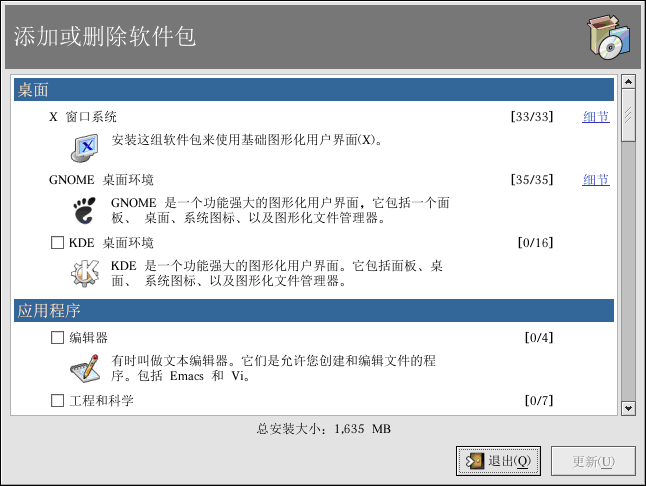 添加或删除软件包
桌面
X 窗口系统 [33/33] 细节
安装这组软件包来使用基础图形化用户界面(X)。
GNOME 桌面环境 [35/35] 细节
GNOME 是一个功能强大的图形化用户界面，它包括一个面
板、 桌面、系统图标、以及图形化文件管理器。
KDE 桌面环境 [0/16]
KDE 是一个功能强大的图形化用户界面。它包括面板、桌
面、 系统图标、以及图形化文件管理器。
应用程序
编辑器 [0/4]
有时叫做文本编辑器。它们是允许您创建和编辑文件的程
序。包括 Emacs 和 Vi。
工程和科学 [0/7]
总安装大小：1,635 MB
退出(Q) 更新(U)